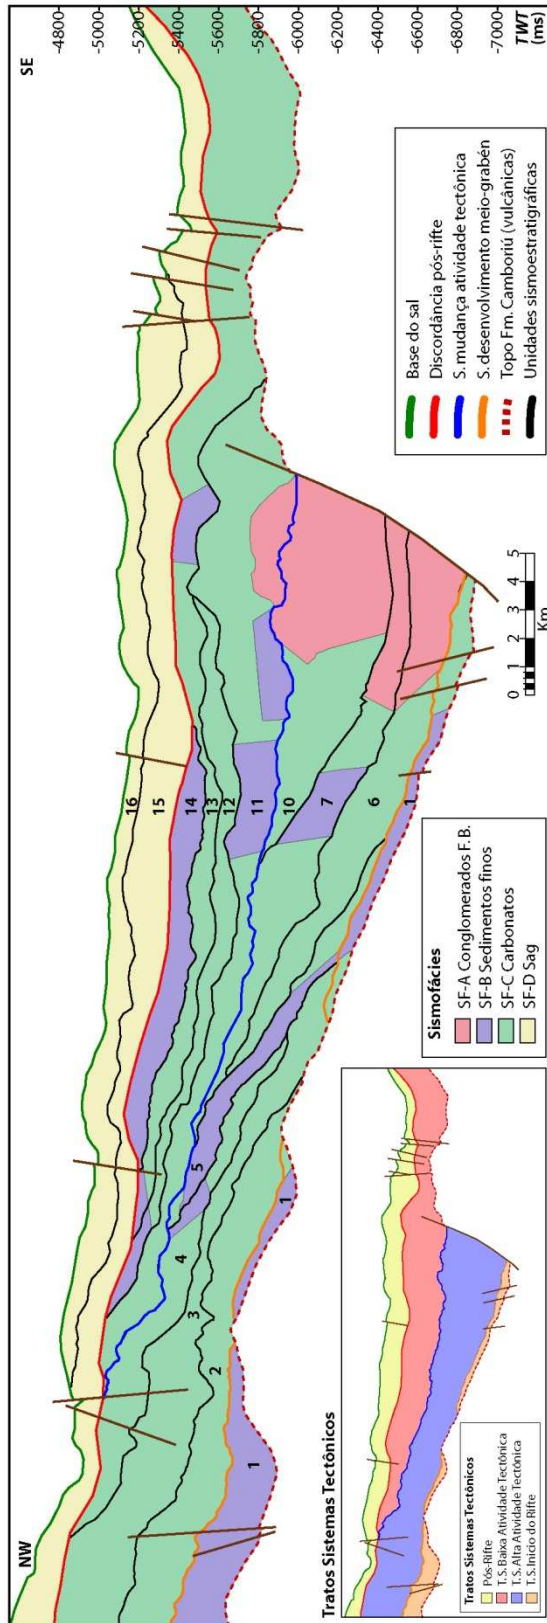 NW
SE
-4800
-5000
-5200
-5400
-5600
-5800
-6000
-6200
-6400
-6600
-6800
-7000
TWT
(ms)
16
15
14
13
12
11
10
7
6
1
5
4
3
2
1
1
0 1 2 3 4 5
Km
Base do sal
Discordância pós-rifte
S. mudança atividade tectônica
S. desenvolvimento meio-grabén
Topo Fm. Camboriú (vulcânicas)
Unidades sismoestratigráficas
Sismofácies
SF-A Conglomerados F.B.
SF-B Sedimentos finos
SF-C Carbonatos
SF-D Sag
Tratos Sistemas Tectônicos
Tratos Sistemas Tectônicos
Pós-Rifte
T.S. Baixa Atividade Tectônica
T.S. Alta Atividade Tectônica
T.S. Início do Rifte